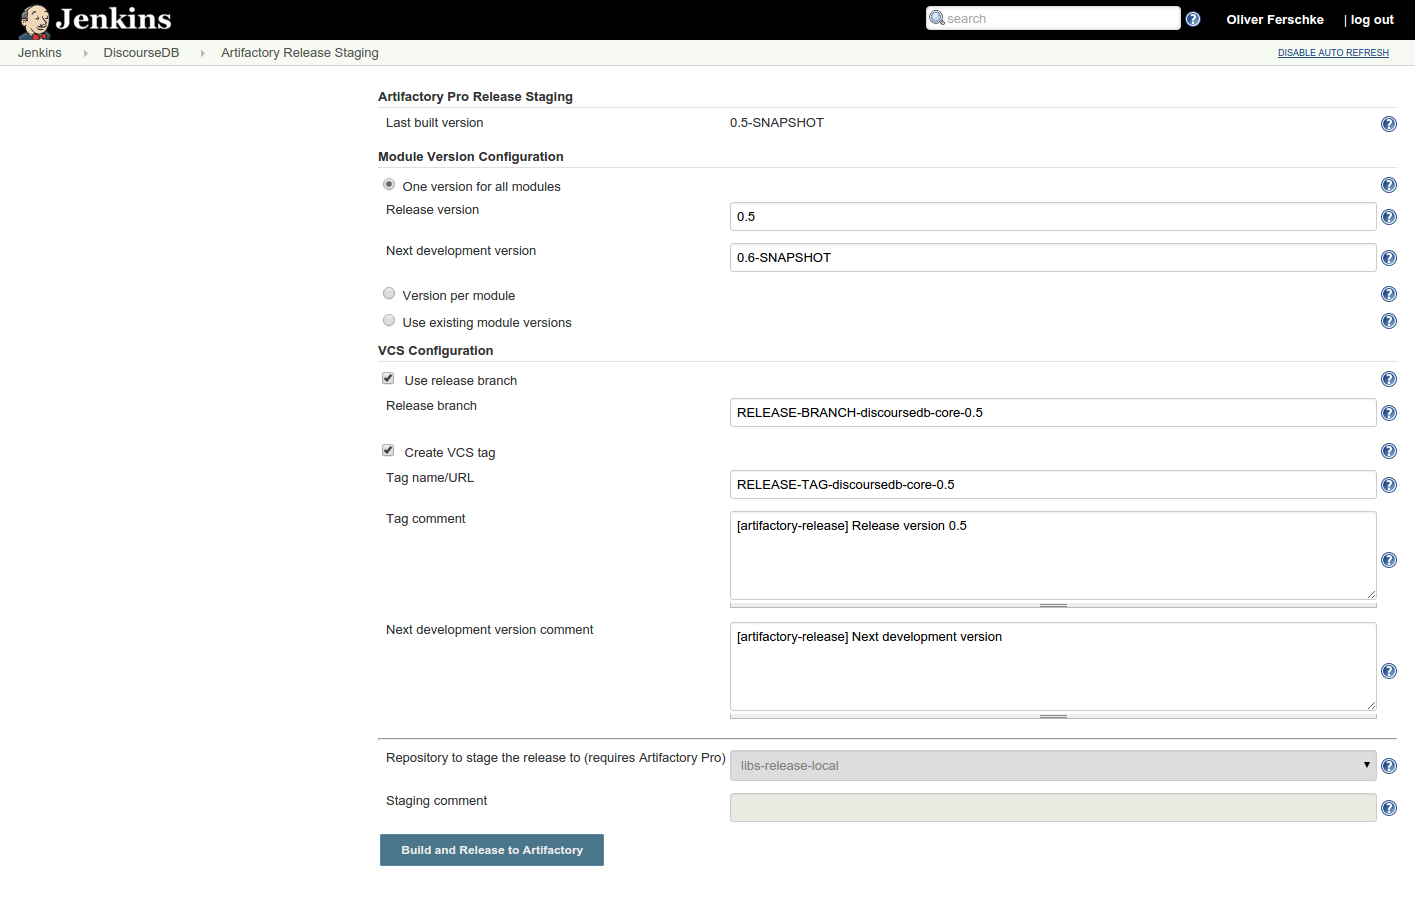 Jenkins
search
Oliver Ferschke
| log out
Jenkins
DiscourseDB
Artifactory Release Staging
DISABLE AUTO REFRESH
Artifactory Pro Release Staging
Last built version
0.5-SNAPSHOT
Module Version Configuration
One version for all modules
Release version
0.5
Next development version
0.6-SNAPSHOT
Version per module
Use existing module versions
VCS Configuration
Use release branch
Release branch
RELEASE-BRANCH-discoursedb-core-0.5
Create VCS tag
Tag name/URL
RELEASE-TAG-discoursedb-core-0.5
Tag comment
[artifactory-release] Release version 0.5
Next development version comment
[artifactory-release] Next development version
Repository to stage the release to (requires Artifactory Pro)
libs-release-local
Staging comment
Build and Release to Artifactory